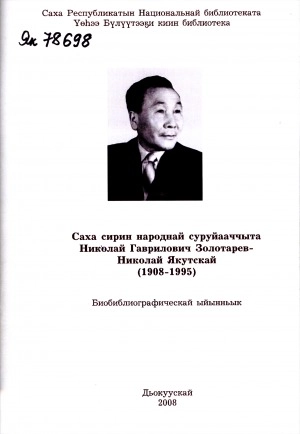 Саха Республикатын Национальнай библиотеката
Үөһээ Бүлүүтээҕи киин библиотека
Як 78698
Саха сирин народнай суруйааччыта
Николай Гаврилович Золотарев-
Николай Якутскай
(1908-1995)
Биобиблиографическай ыйынньык
Дьокуускай
2008